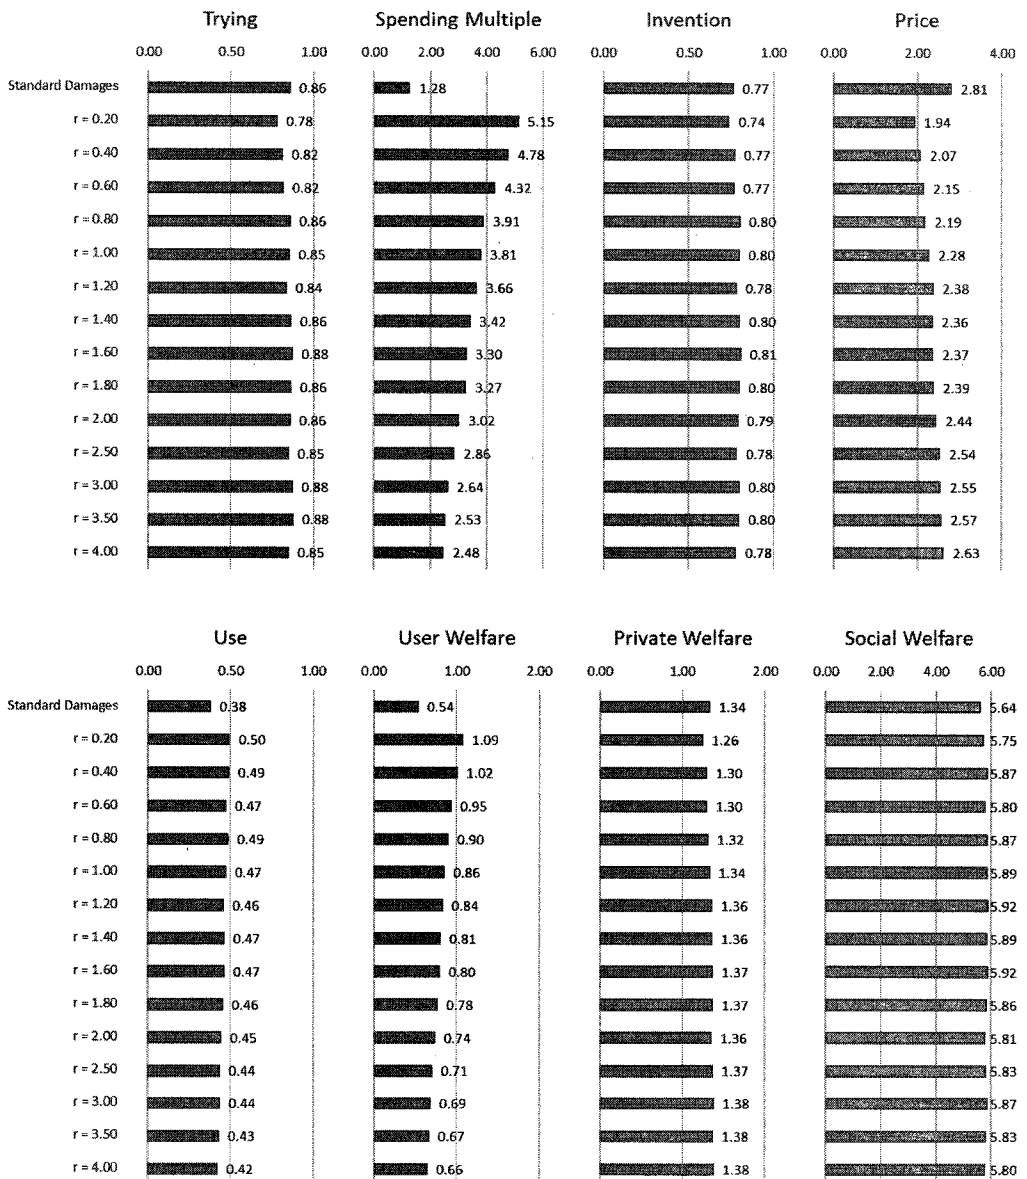 Trying Spending Multiple Invention Price
0.00 0.50 1.00 0.00 2.00 4.00 6.00 0.00 0.50 1.00 0.00 2.00 4.00
Standard Damages 0.86 1.28 0.77 2.81
r = 0.20 0.78 5.15 0.74 1.94
r = 0.40 0.82 4.78 0.77 2.07
r = 0.60 0.82 4.32 0.77 2.15
r = 0.80 0.86 3.91 0.80 2.19
r = 1.00 0.85 3.81 0.80 2.28
r = 1.20 0.84 3.66 0.78 2.38
r = 1.40 0.86 3.42 0.80 2.36
r = 1.60 0.88 3.30 0.81 2.37
r = 1.80 0.86 3.27 0.80 2.39
r = 2.00 0.86 3.02 0.79 2.44
r = 2.50 0.85 2.86 0.78 2.54
r = 3.00 0.88 2.64 0.80 2.55
r = 3.50 0.88 2.53 0.80 2.57
r = 4.00 0.85 2.48 0.78 2.63
Use User Welfare Private Welfare Social Welfare
0.00 0.50 1.00 0.00 1.00 2.00 0.00 1.00 2.00 0.00 2.00 4.00 6.00
Standard Damages 0.38 0.54 1.34 5.64
r = 0.20 0.50 1.09 1.26 5.75
r = 0.40 0.49 1.02 1.30 5.87
r = 0.60 0.47 0.95 1.30 5.80
r = 0.80 0.49 0.90 1.32 5.87
r = 1.00 0.47 0.86 1.34 5.89
r = 1.20 0.46 0.84 1.36 5.92
r = 1.40 0.47 0.81 1.36 5.89
r = 1.60 0.47 0.80 1.37 5.92
r = 1.80 0.46 0.78 1.37 5.86
r = 2.00 0.45 0.74 1.36 5.81
r = 2.50 0.44 0.71 1.37 5.83
r = 3.00 0.44 0.69 1.38 5.87
r = 3.50 0.43 0.67 1.38 5.83
r = 4.00 0.42 0.66 1.38 5.80